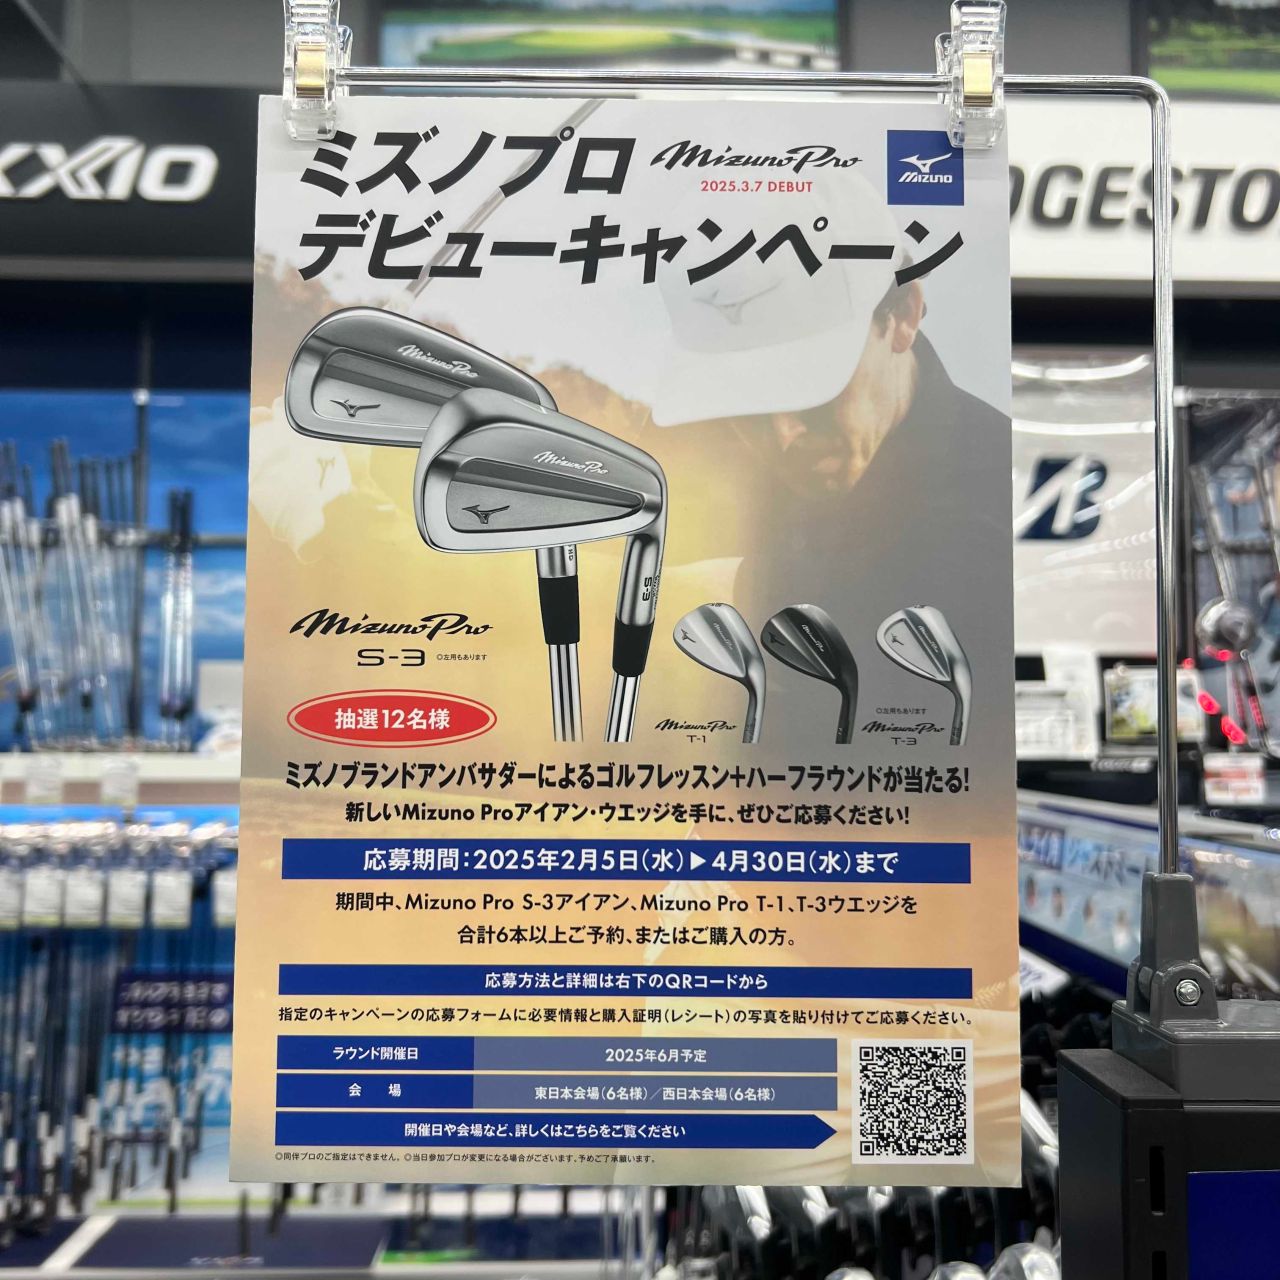 ミズノプロ
Mizuno Pro
2025.3.7 DEBUT
MIZUNO
デビューキャンペーン
XXIO
Mizuno Pro
Mizuno Pro
S-3
Mizuno Pro
S-3 ◎左用もあります
Mizuno Pro
T-1
◎左用もあります
Mizuno Pro
T-3
抽選12名様
ミズノブランドアンバサダーによるゴルフレッスン+ハーフラウンドが当たる!
新しいMizuno Proアイアン・ウエッジを手に、ぜひご応募ください!
応募期間:2025年2月5日(水)▶4月30日(水)まで
期間中、Mizuno Pro S-3アイアン、Mizuno Pro T-1、T-3ウエッジを
合計6本以上ご予約、またはご購入の方。
応募方法と詳細は右下のQRコードから
指定のキャンペーンの応募フォームに必要情報と購入証明(レシート)の写真を貼り付けてご応募ください。
ラウンド開催日 2025年6月予定
会 場 東日本会場(6名様)/西日本会場(6名様)
開催日や会場など、詳しくはこちらをご覧ください
◎同伴プロのご指定はできません。 ◎当日参加プロが変更になる場合がございます。予めご了承願います。